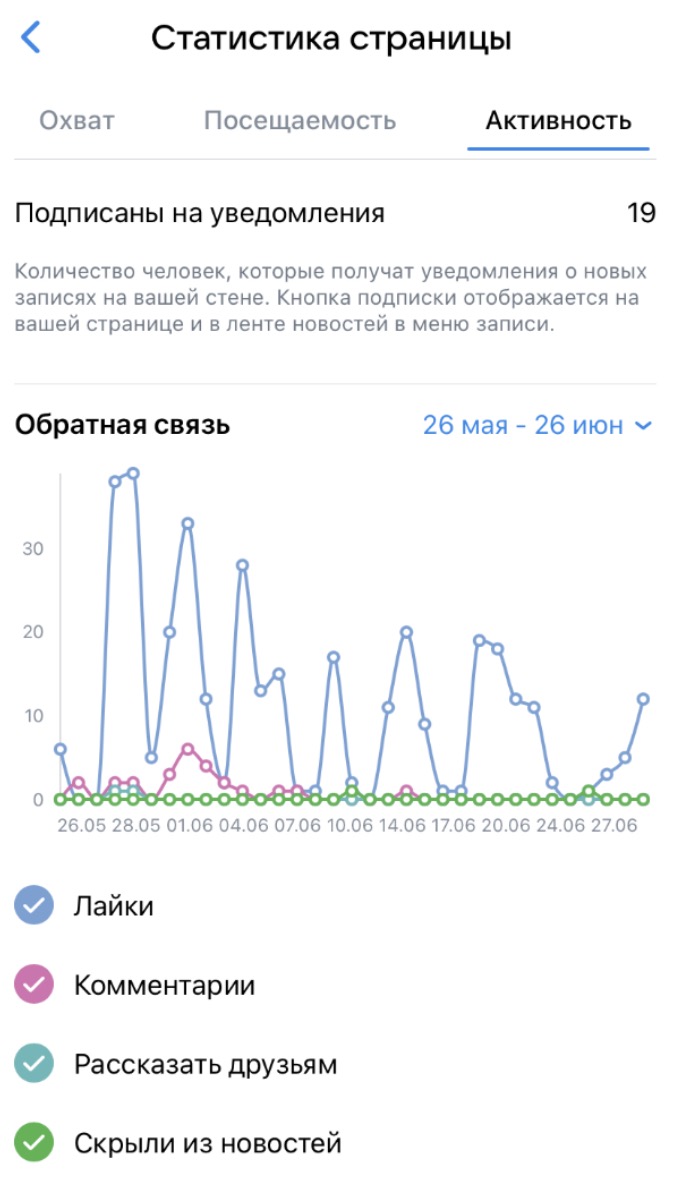 Статистика страницы
Охват Посещаемость Активность
Подписаны на уведомления 19
Количество человек, которые получат уведомления о новых
записях на вашей стене. Кнопка подписки отображается на
вашей странице и в ленте новостей в меню записи.
Обратная связь 26 мая - 26 июн
30
20
10
0
26.05 28.05 01.06 04.06 07.06 10.06 14.06 17.06 20.06 24.06 27.06
Лайки
Комментарии
Рассказать друзьям
Скрыли из новостей